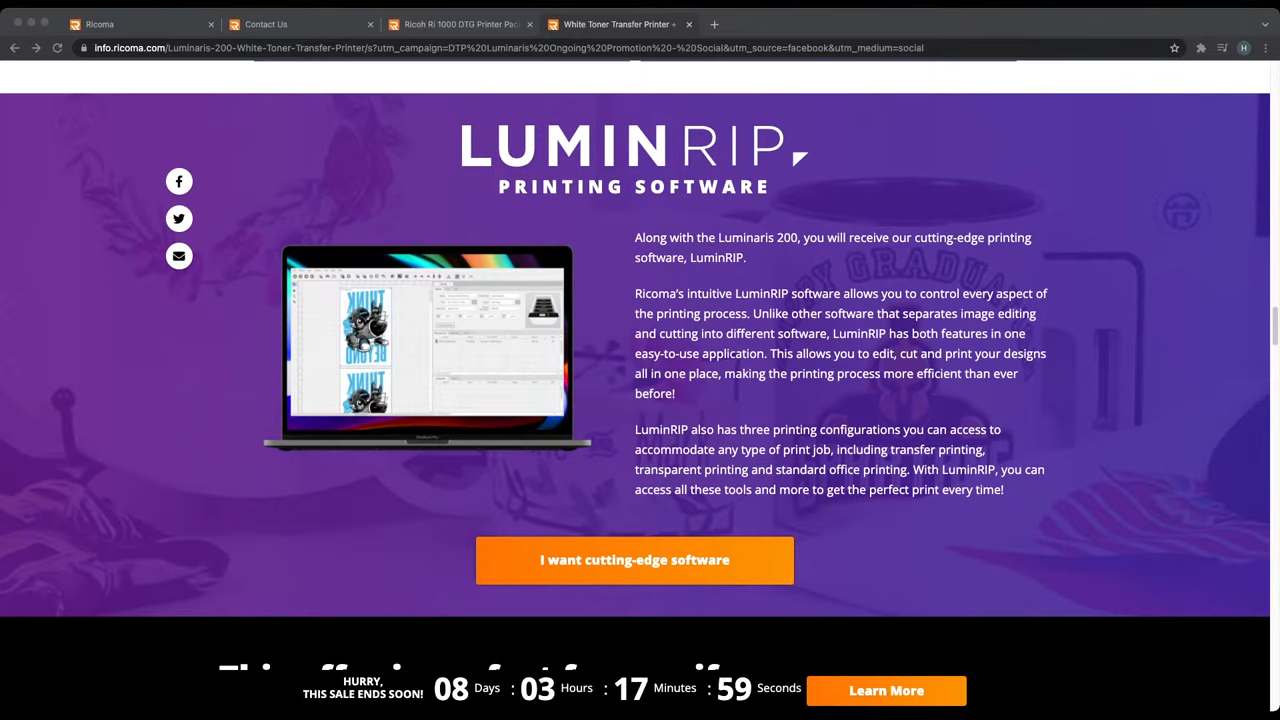 Ricoma
Contact Us
Ricoh Ri 1000 DTG Printer Pac
White Toner Transfer Printer +
info.ricoma.com/Luminaris-200-White-Toner-Transfer-Printer/s?utm_campaign=DTP%20Luminaris%20Ongoing%20Promotion%20-%20Social&utm_source=facebook&utm_medium=social
H
LUMINRIP
PRINTING SOFTWARE
Along with the Luminaris 200, you will receive our cutting-edge printing
software, LuminRIP.
Ricoma’s intuitive LuminRIP software allows you to control every aspect of
the printing process. Unlike other software that separates image editing
and cutting into different software, LuminRIP has both features in one
easy-to-use application. This allows you to edit, cut and print your designs
all in one place, making the printing process more efficient than ever
before!
LuminRIP also has three printing configurations you can access to
accommodate any type of print job, including transfer printing,
transparent printing and standard office printing. With LuminRIP, you can
access all these tools and more to get the perfect print every time!
THINK
BEYOND
THINK
I want cutting-edge software
HURRY,
THIS SALE ENDS SOON!
08 Days : 03 Hours : 17 Minutes : 59 Seconds
Learn More